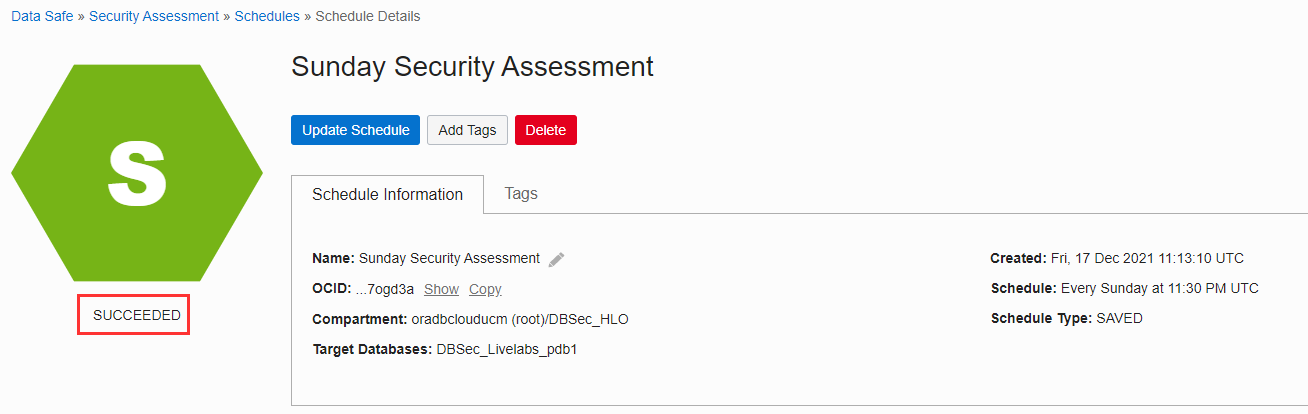 Data Safe » Security Assessment » Schedules » Schedule Details
S
SUCCEEDED
Sunday Security Assessment
Update Schedule Add Tags Delete
Schedule Information Tags
Name: Sunday Security Assessment
OCID: ...7ogd3a Show Copy
Compartment: oradbclouducm (root)/DBSec_HLO
Target Databases: DBSec_Livelabs_pdb1
Created: Fri, 17 Dec 2021 11:13:10 UTC
Schedule: Every Sunday at 11:30 PM UTC
Schedule Type: SAVED